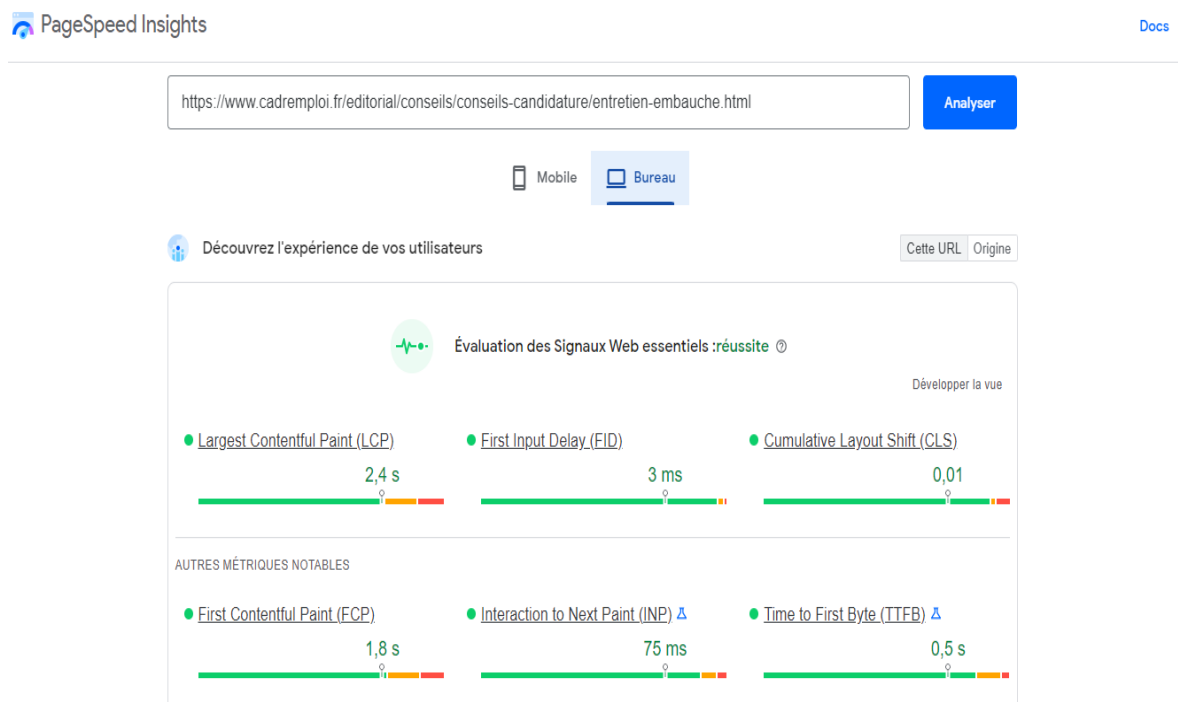 PageSpeed Insights
Docs
https://www.cadremploi.fr/editorial/conseils/conseils-candidature/entretien-embauche.html
Analyser
Mobile
Bureau
Découvrez l'expérience de vos utilisateurs
Cette URL
Origine
Évaluation des Signaux Web essentiels :réussite
Développer la vue
Largest Contentful Paint (LCP)
First Input Delay (FID)
Cumulative Layout Shift (CLS)
2,4 s
3 ms
0,01
AUTRES MÉTRIQUES NOTABLES
First Contentful Paint (FCP)
Interaction to Next Paint (INP)
Time to First Byte (TTFB)
1,8 s
75 ms
0,5 s